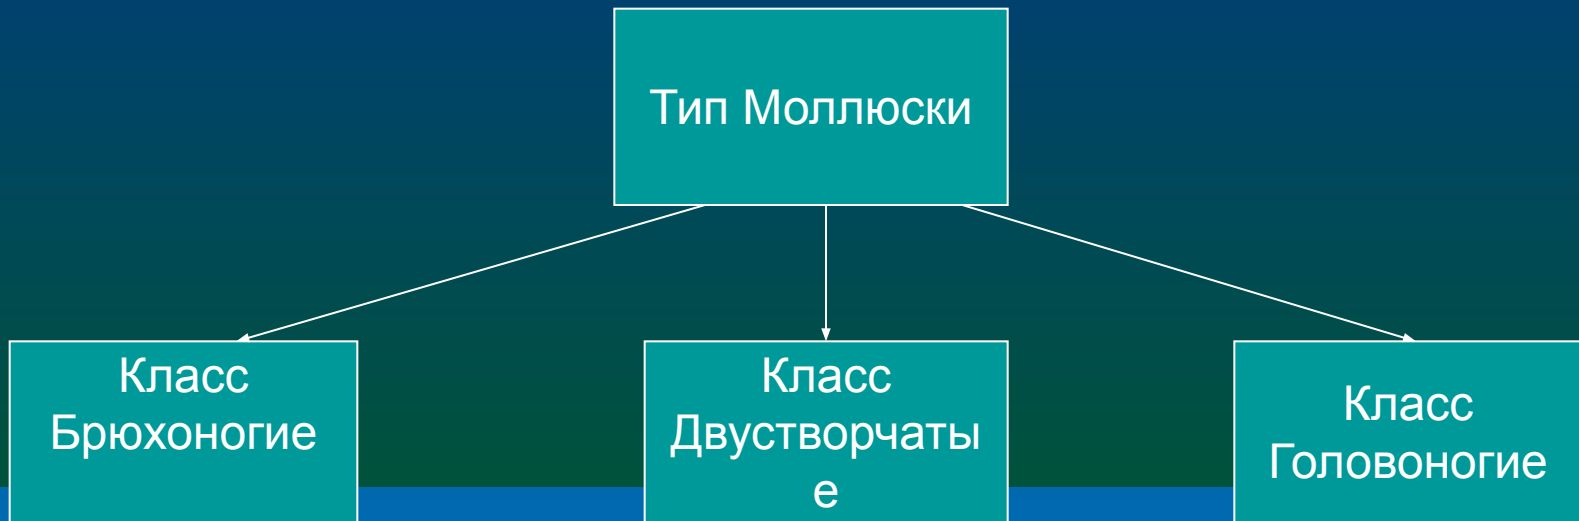 Тип Моллюски
Класс
Брюхоногие
Класс
Двустворчаты
е
Класс
Головоногие